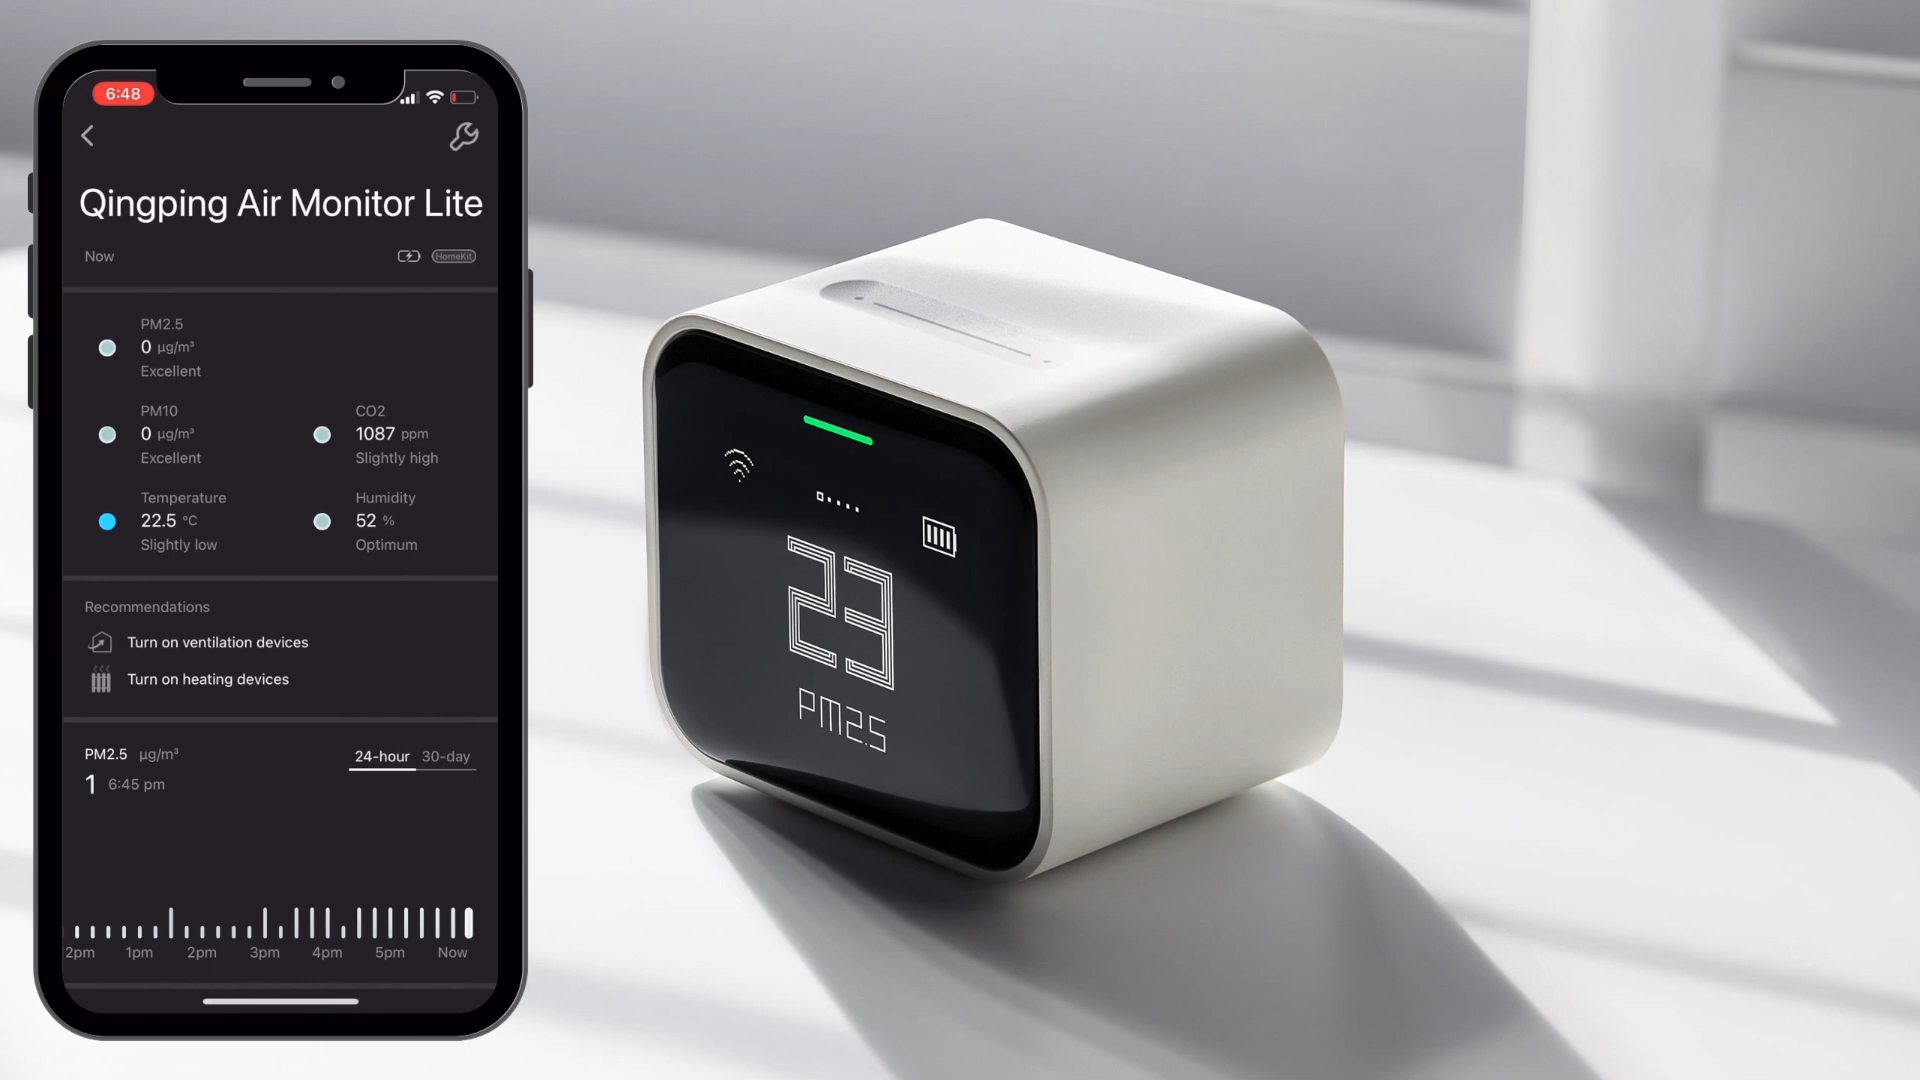 6:48
Qingping Air Monitor Lite
Now
HomeKit
PM2.5
0 µg/m³
Excellent
PM10
0 µg/m³
Excellent
CO2
1087 ppm
Slightly high
Temperature
22.5 °C
Slightly low
Humidity
52 %
Optimum
Recommendations
Turn on ventilation devices
Turn on heating devices
PM2.5 µg/m³
24-hour 30-day
1 6:45 pm
2pm 1pm 2pm 3pm 4pm 5pm Now
23
PM2.5